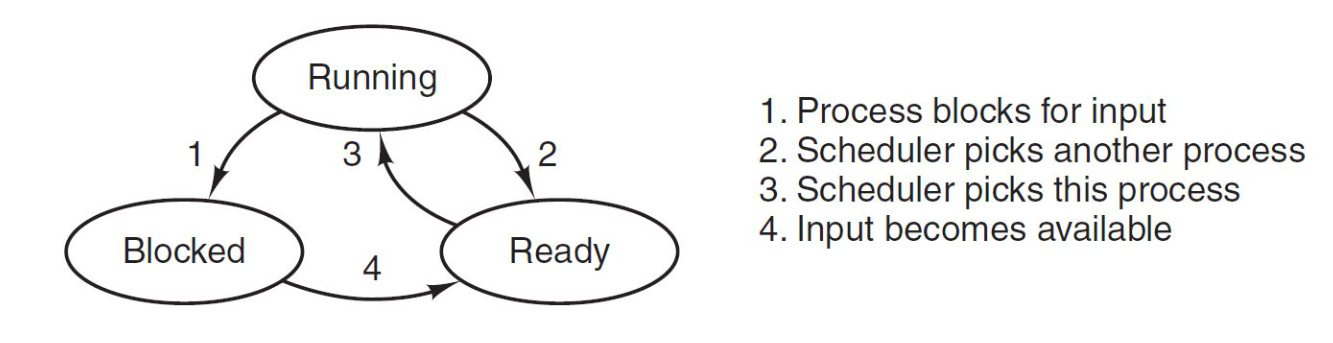 Running
1
3
2
Blocked
4
Ready
1. Process blocks for input
2. Scheduler picks another process
3. Scheduler picks this process
4. Input becomes available